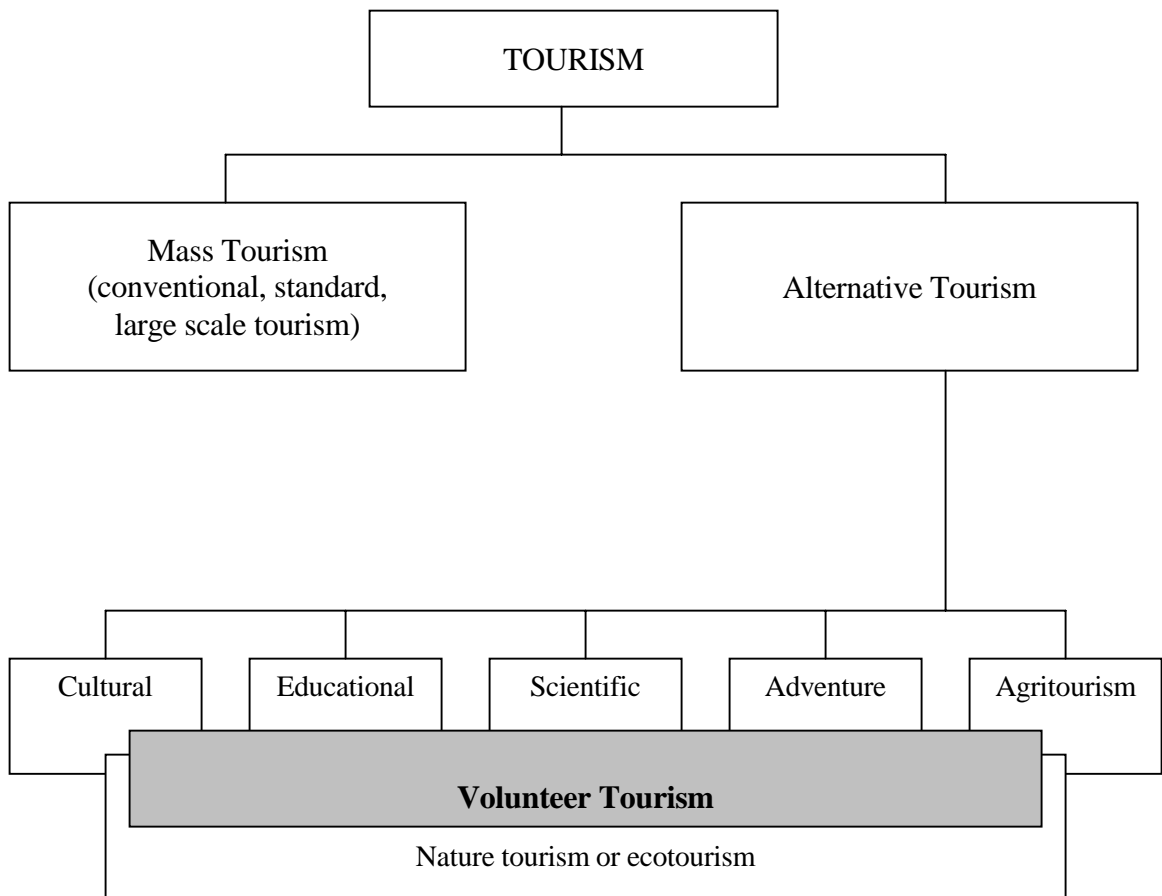 TOURISM
Mass Tourism
(conventional, standard,
large scale tourism)
Alternative Tourism
Cultural
Educational
Scientific
Adventure
Agritourism
Volunteer Tourism
Nature tourism or ecotourism